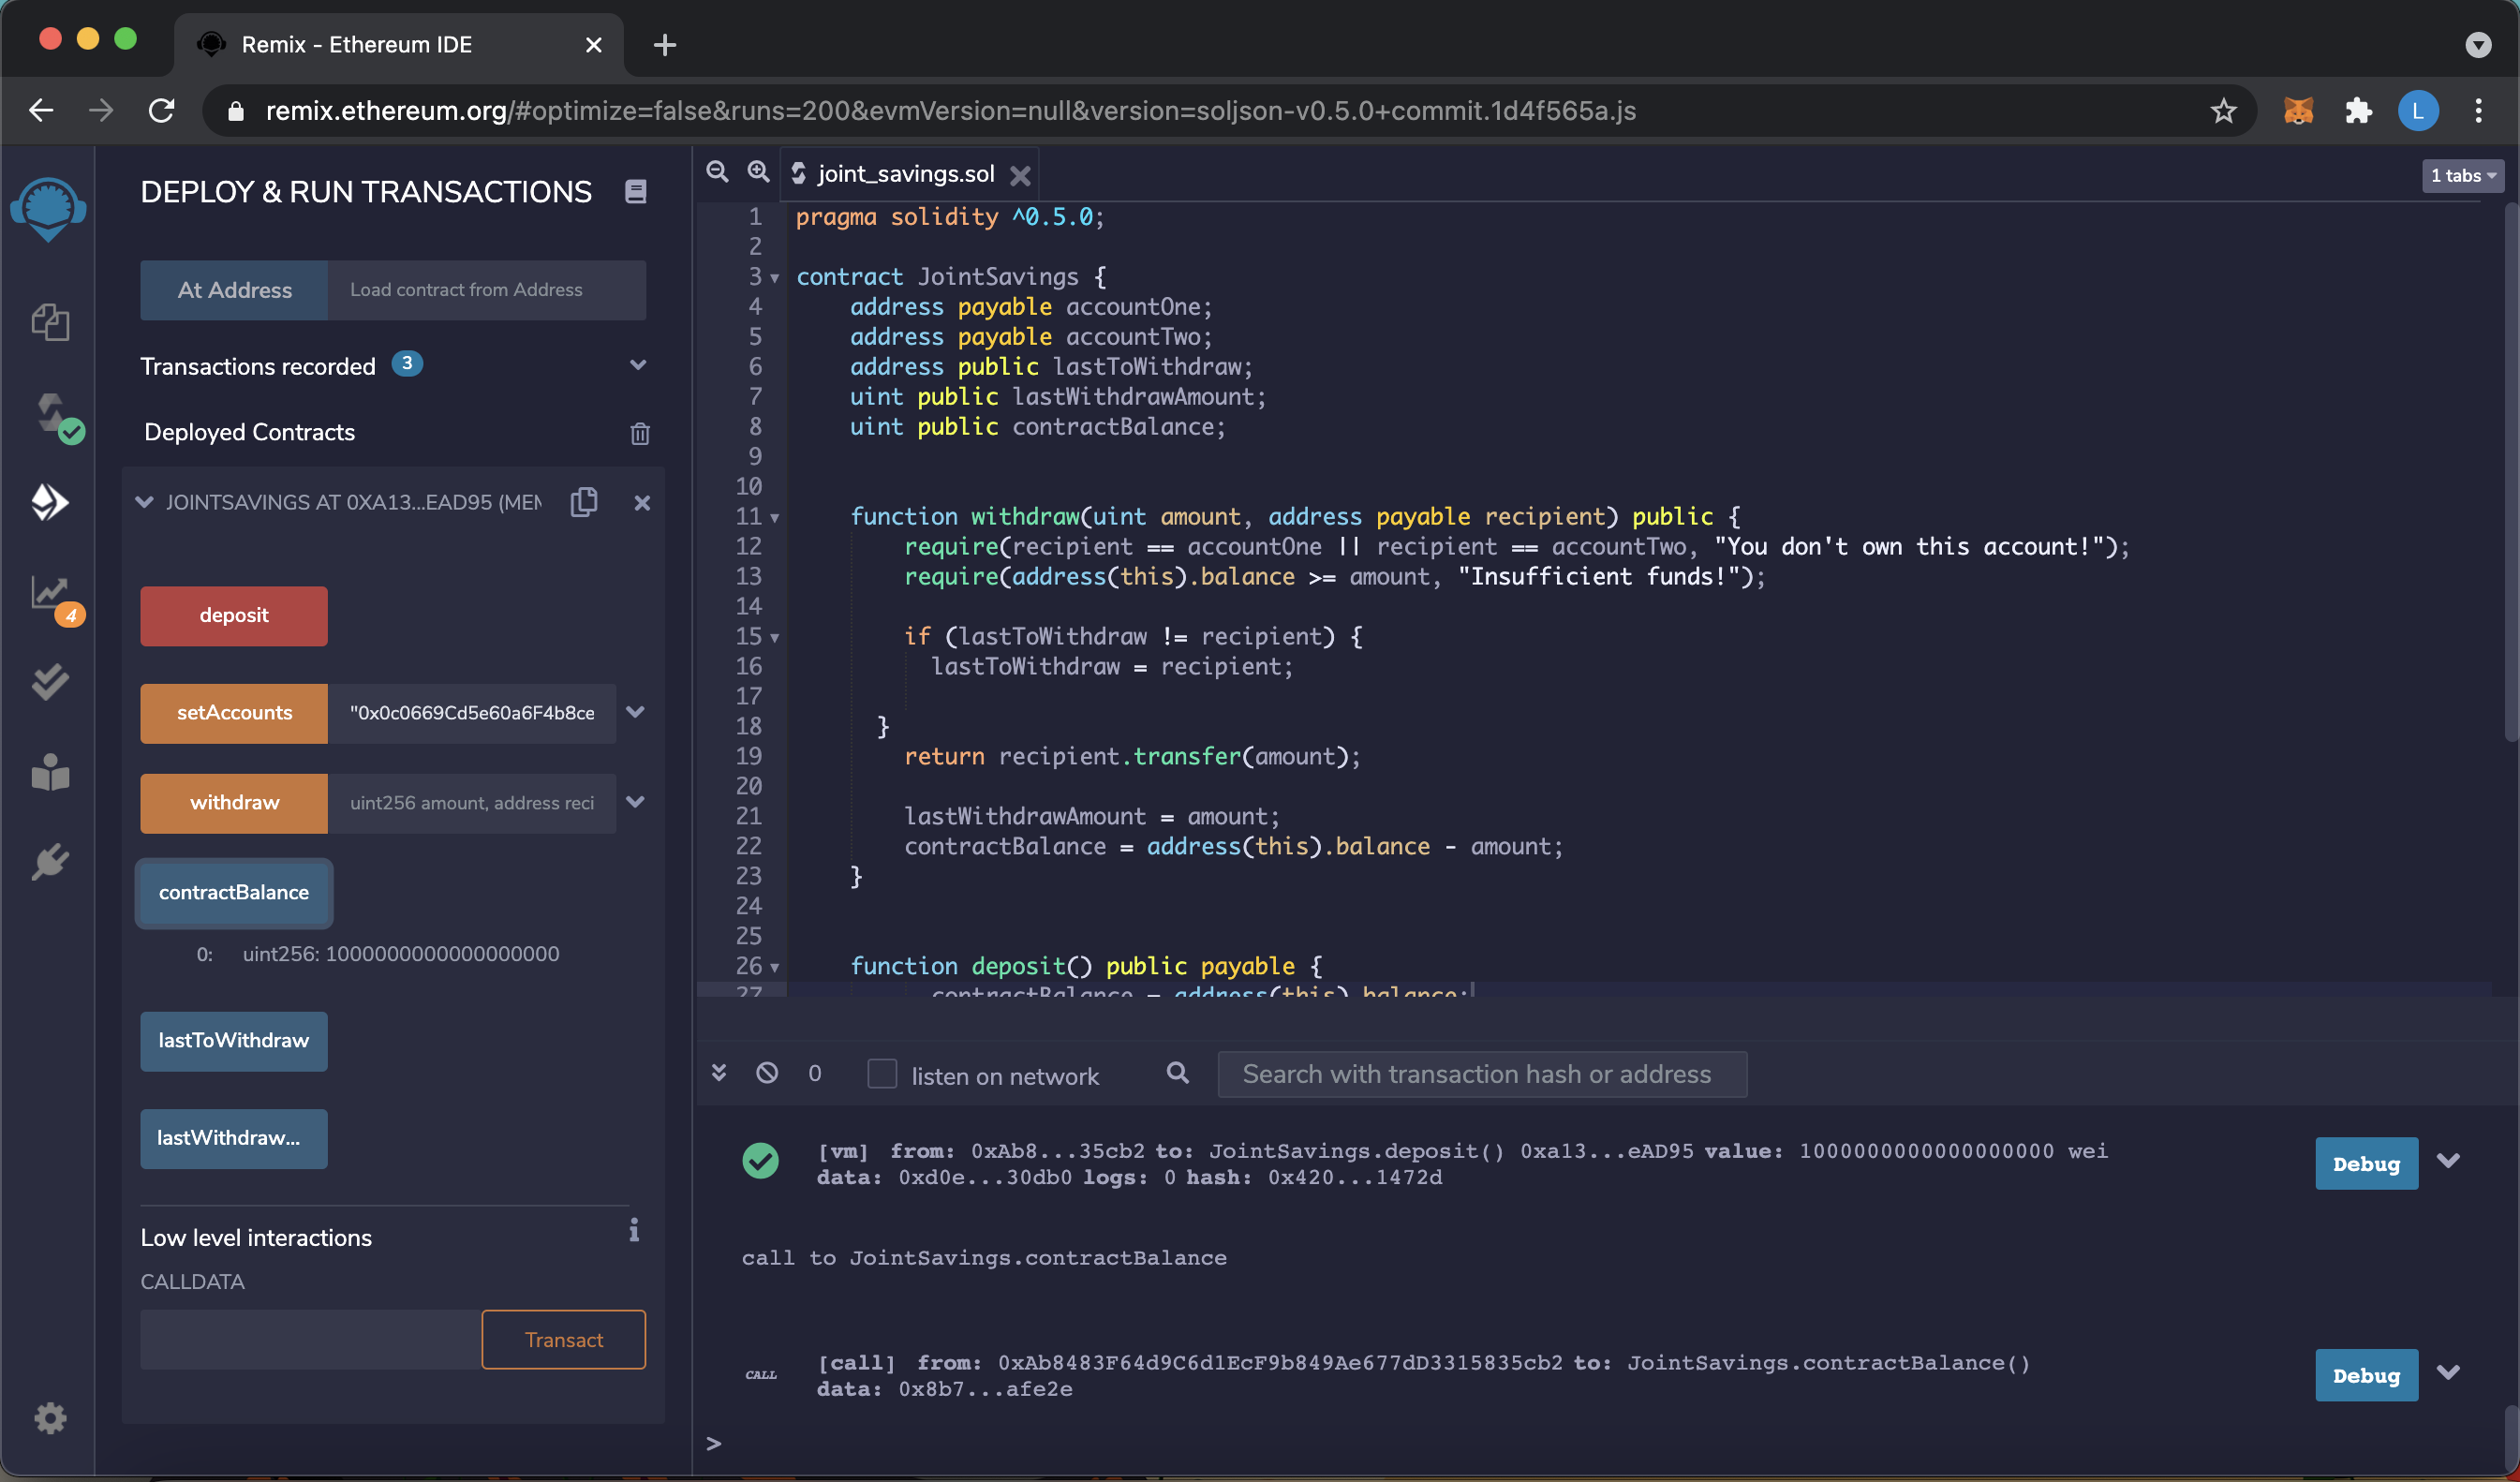 Remix - Ethereum IDE
remix.ethereum.org/#optimize=false&runs=200&evmVersion=null&version=soljson-v0.5.0+commit.1d4f565a.js
L
DEPLOY & RUN TRANSACTIONS
At Address
Load contract from Address
Transactions recorded 3
Deployed Contracts
JOINTSAVINGS AT 0XA13...EAD95 (MEM
4
deposit
setAccounts
"0x0c0669Cd5e60a6F4b8ce
withdraw
uint256 amount, address reci
contractBalance
0: uint256: 1000000000000000000
lastToWithdraw
lastWithdraw...
Low level interactions
i
CALLDATA
Transact
joint_savings.sol
1 tabs
1 pragma solidity ^0.5.0;
2
3 contract JointSavings {
4 address payable accountOne;
5 address payable accountTwo;
6 address public lastToWithdraw;
7 uint public lastWithdrawAmount;
8 uint public contractBalance;
9
10
11 function withdraw(uint amount, address payable recipient) public {
12 require(recipient == accountOne || recipient == accountTwo, "You don't own this account!");
13 require(address(this).balance >= amount, "Insufficient funds!");
14
15 if (lastToWithdraw != recipient) {
16 lastToWithdraw = recipient;
17
18 }
19 return recipient.transfer(amount);
20
21 lastWithdrawAmount = amount;
22 contractBalance = address(this).balance - amount;
23 }
24
25
26 function deposit() public payable {
27 contractBalance = address(this).balance;
0
listen on network
Search with transaction hash or address
[vm] from: 0xAb8...35cb2 to: JointSavings.deposit() 0xa13...eAD95 value: 1000000000000000000 wei
data: 0xd0e...30db0 logs: 0 hash: 0x420...1472d
Debug
call to JointSavings.contractBalance
CALL
[call] from: 0xAb8483F64d9C6d1EcF9b849Ae677dD3315835cb2 to: JointSavings.contractBalance()
data: 0x8b7...afe2e
Debug
>